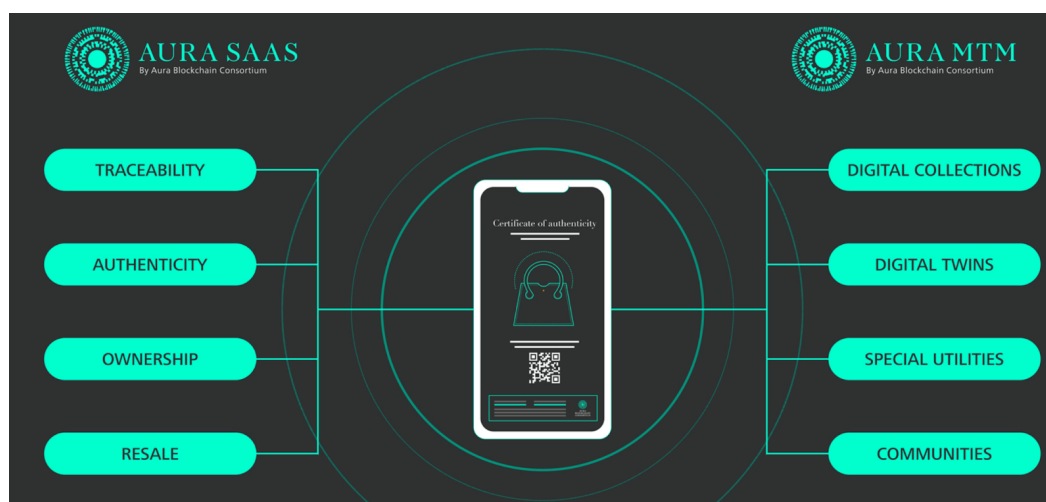 AURA SAAS
By Aura Blockchain Consortium
AURA MTM
By Aura Blockchain Consortium
TRACEABILITY
AUTHENTICITY
OWNERSHIP
RESALE
Certificate of authenticity
DIGITAL COLLECTIONS
DIGITAL TWINS
SPECIAL UTILITIES
COMMUNITIES